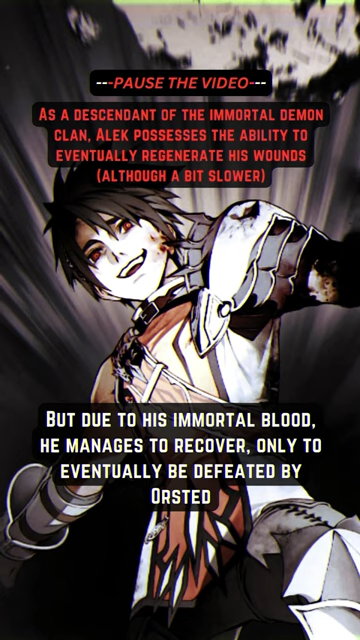 ---PAUSE THE VIDEO---
As a descendant of the immortal demon
clan, Alek possesses the ability to
eventually regenerate his wounds
(although a bit slower)
But due to his immortal blood,
he manages to recover, only to
eventually be defeated by
Orsted